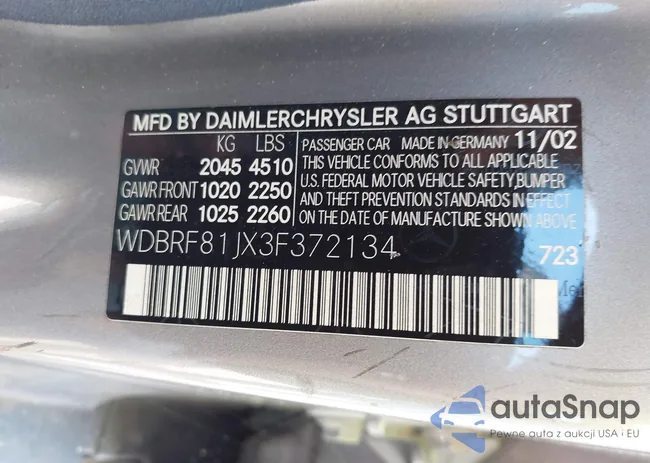 MFD BY DAIMLERCHRYSLER AG STUTTGART
KG LBS
GVWR 2045 4510
GAWR FRONT 1020 2250
GAWR REAR 1025 2260
PASSENGER CAR MADE IN GERMANY 11/02
THIS VEHICLE CONFORMS TO ALL APPLICABLE
U.S. FEDERAL MOTOR VEHICLE SAFETY,BUMPER
AND THEFT PREVENTION STANDARDS IN EFFECT
ON THE DATE OF MANUFACTURE SHOWN ABOVE
WDBRF81JX3F372134
723
autaSnap
Pewne auta z aukcji USA i EU